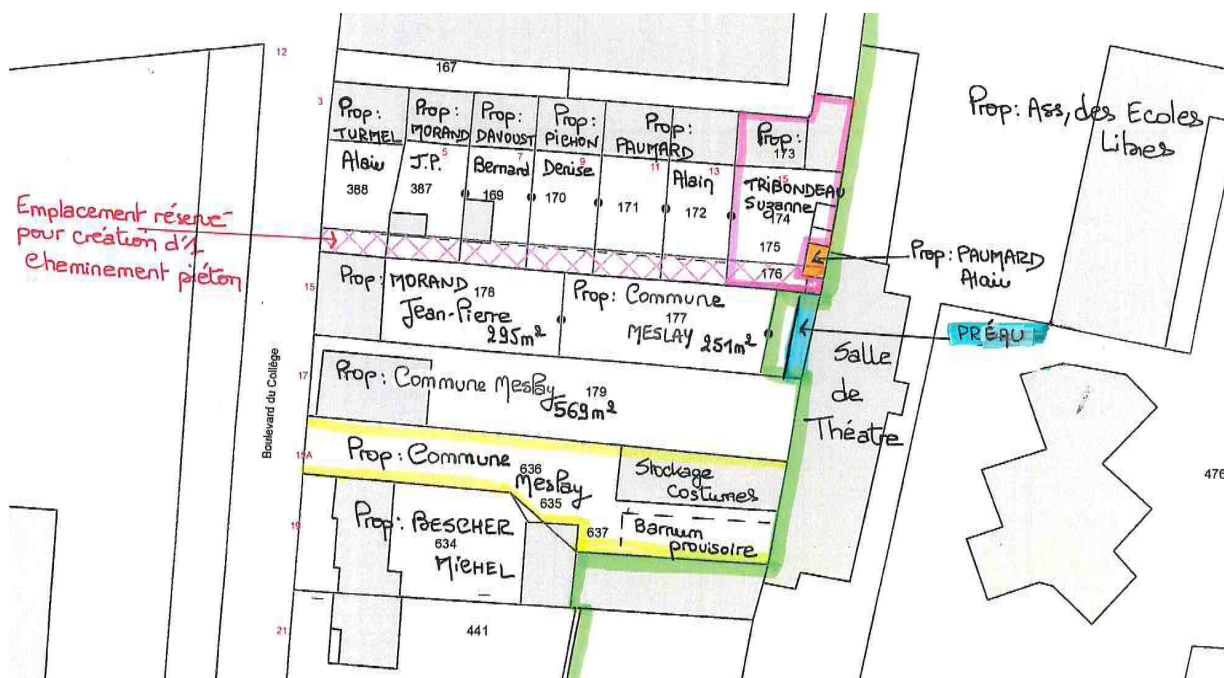 12
167
3
Prop:
TURMEL
Alain
388
Prop:
MORAND
J.P. 5
387
Prop:
DAVOUST
7
Bernard
169
Prop:
PICHON
Denise 9
170
Prop:
PAUMARD
11
13
Alain
171
172
Prop:
173
15
TRIBONDEAU
Suzanne
174
175
176
Prop: Ass, des Ecoles
Libres
Emplacement réservé
pour création d'1
Cheminement piéton
Prop: PAUMARD
Alain
15
Prop: MORAND
178
Jean-Pierre
295m²
Prop: Commune
177
MESLAY 251m²
PRÉAU
Salle
de
Théatre
17
Prop: Commune Meslay 179
569m²
Boulevard du Collège
476
Prop: Commune
636
Meslay
635
637
Stockage
Costumes
Barnum
provisoire
19
Prop: BESCHER
634
MICHEL
21
441